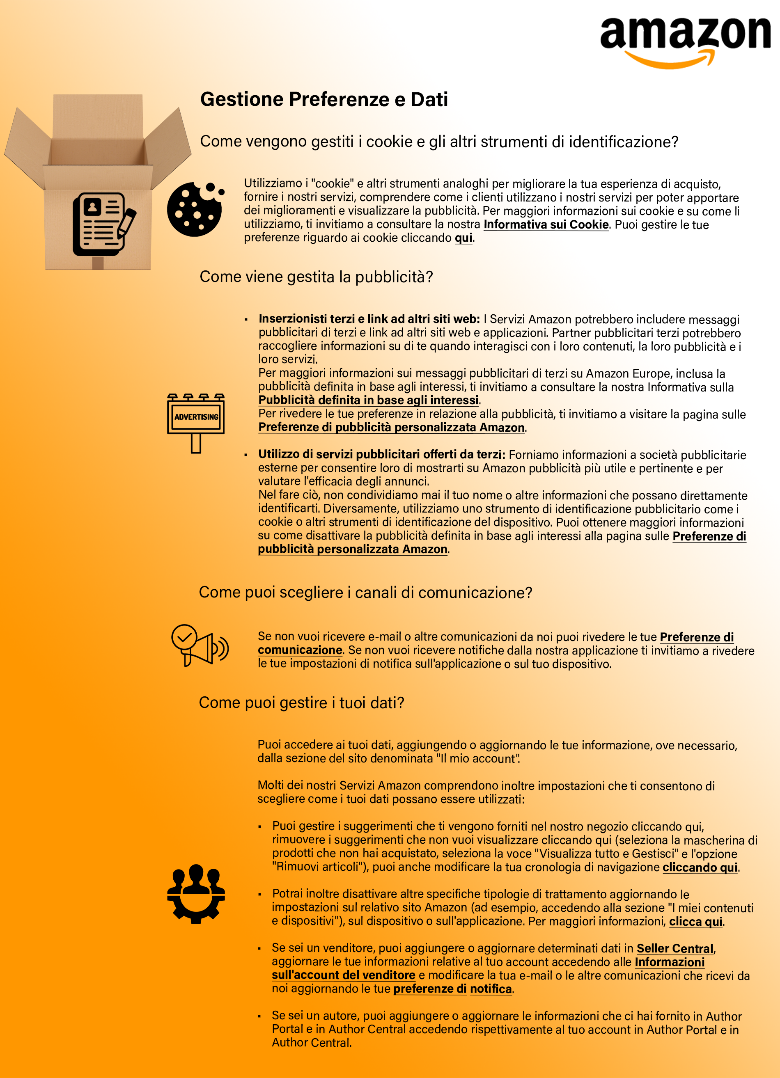 amazon
Gestione Preferenze e Dati
Come vengono gestiti i cookie e gli altri strumenti di identificazione?
Utilizziamo i "cookie" e altri strumenti analoghi per migliorare la tua esperienza di acquisto,
fornire i nostri servizi, comprendere come i clienti utilizzano i nostri servizi per poter apportare
dei miglioramenti e visualizzare la pubblicità. Per maggiori informazioni sui cookie e su come li
utilizziamo, ti invitiamo a consultare la nostra Informativa sui Cookie. Puoi gestire le tue
preferenze riguardo ai cookie cliccando qui.
Come viene gestita la pubblicità?
• Inserzionisti terzi e link ad altri siti web: I Servizi Amazon potrebbero includere messaggi
pubblicitari di terzi e link ad altri siti web e applicazioni. Partner pubblicitari terzi potrebbero
raccogliere informazioni su di te quando interagisci con i loro contenuti, la loro pubblicità e i
loro servizi.
Per maggiori informazioni sui messaggi pubblicitari di terzi su Amazon Europe, inclusa la
pubblicità definita in base agli interessi, ti invitiamo a consultare la nostra Informativa sulla
Pubblicità definita in base agli interessi.
Per rivedere le tue preferenze in relazione alla pubblicità, ti invitiamo a visitare la pagina sulle
Preferenze di pubblicità personalizzata Amazon.
ADVERTISING
• Utilizzo di servizi pubblicitari offerti da terzi: Forniamo informazioni a società pubblicitarie
esterne per consentire loro di mostrarti su Amazon pubblicità più utile e pertinente e per
valutare l'efficacia degli annunci.
Nel fare ciò, non condividiamo mai il tuo nome o altre informazioni che possano direttamente
identificarti. Diversamente, utilizziamo uno strumento di identificazione pubblicitario come i
cookie o altri strumenti di identificazione del dispositivo. Puoi ottenere maggiori informazioni
su come disattivare la pubblicità definita in base agli interessi alla pagina sulle Preferenze di
pubblicità personalizzata Amazon.
Come puoi scegliere i canali di comunicazione?
Se non vuoi ricevere e-mail o altre comunicazioni da noi puoi rivedere le tue Preferenze di
comunicazione. Se non vuoi ricevere notifiche dalla nostra applicazione ti invitiamo a rivedere
le tue impostazioni di notifica sull'applicazione o sul tuo dispositivo.
Come puoi gestire i tuoi dati?
Puoi accedere ai tuoi dati, aggiungendo o aggiornando le tue informazione, ove necessario,
dalla sezione del sito denominata "Il mio account".
Molti dei nostri Servizi Amazon comprendono inoltre impostazioni che ti consentono di
scegliere come i tuoi dati possano essere utilizzati:
• Puoi gestire i suggerimenti che ti vengono forniti nel nostro negozio cliccando qui,
rimuovere i suggerimenti che non vuoi visualizzare cliccando qui (seleziona la mascherina di
prodotti che non hai acquistato, seleziona la voce "Visualizza tutto e Gestisci" e l'opzione
"Rimuovi articoli"), puoi anche modificare la tua cronologia di navigazione cliccando qui.
• Potrai inoltre disattivare altre specifiche tipologie di trattamento aggiornando le
impostazioni sul relativo sito Amazon (ad esempio, accedendo alla sezione "I miei contenuti
e dispositivi"), sul dispositivo o sull'applicazione. Per maggiori informazioni, clicca qui.
• Se sei un venditore, puoi aggiungere o aggiornare determinati dati in Seller Central,
aggiornare le tue informazioni relative al tuo account accedendo alle Informazioni
sull'account del venditore e modificare la tua e-mail o le altre comunicazioni che ricevi da
noi aggiornando le tue preferenze di notifica.
• Se sei un autore, puoi aggiungere o aggiornare le informazioni che ci hai fornito in Author
Portal e in Author Central accedendo rispettivamente al tuo account in Author Portal e in
Author Central.